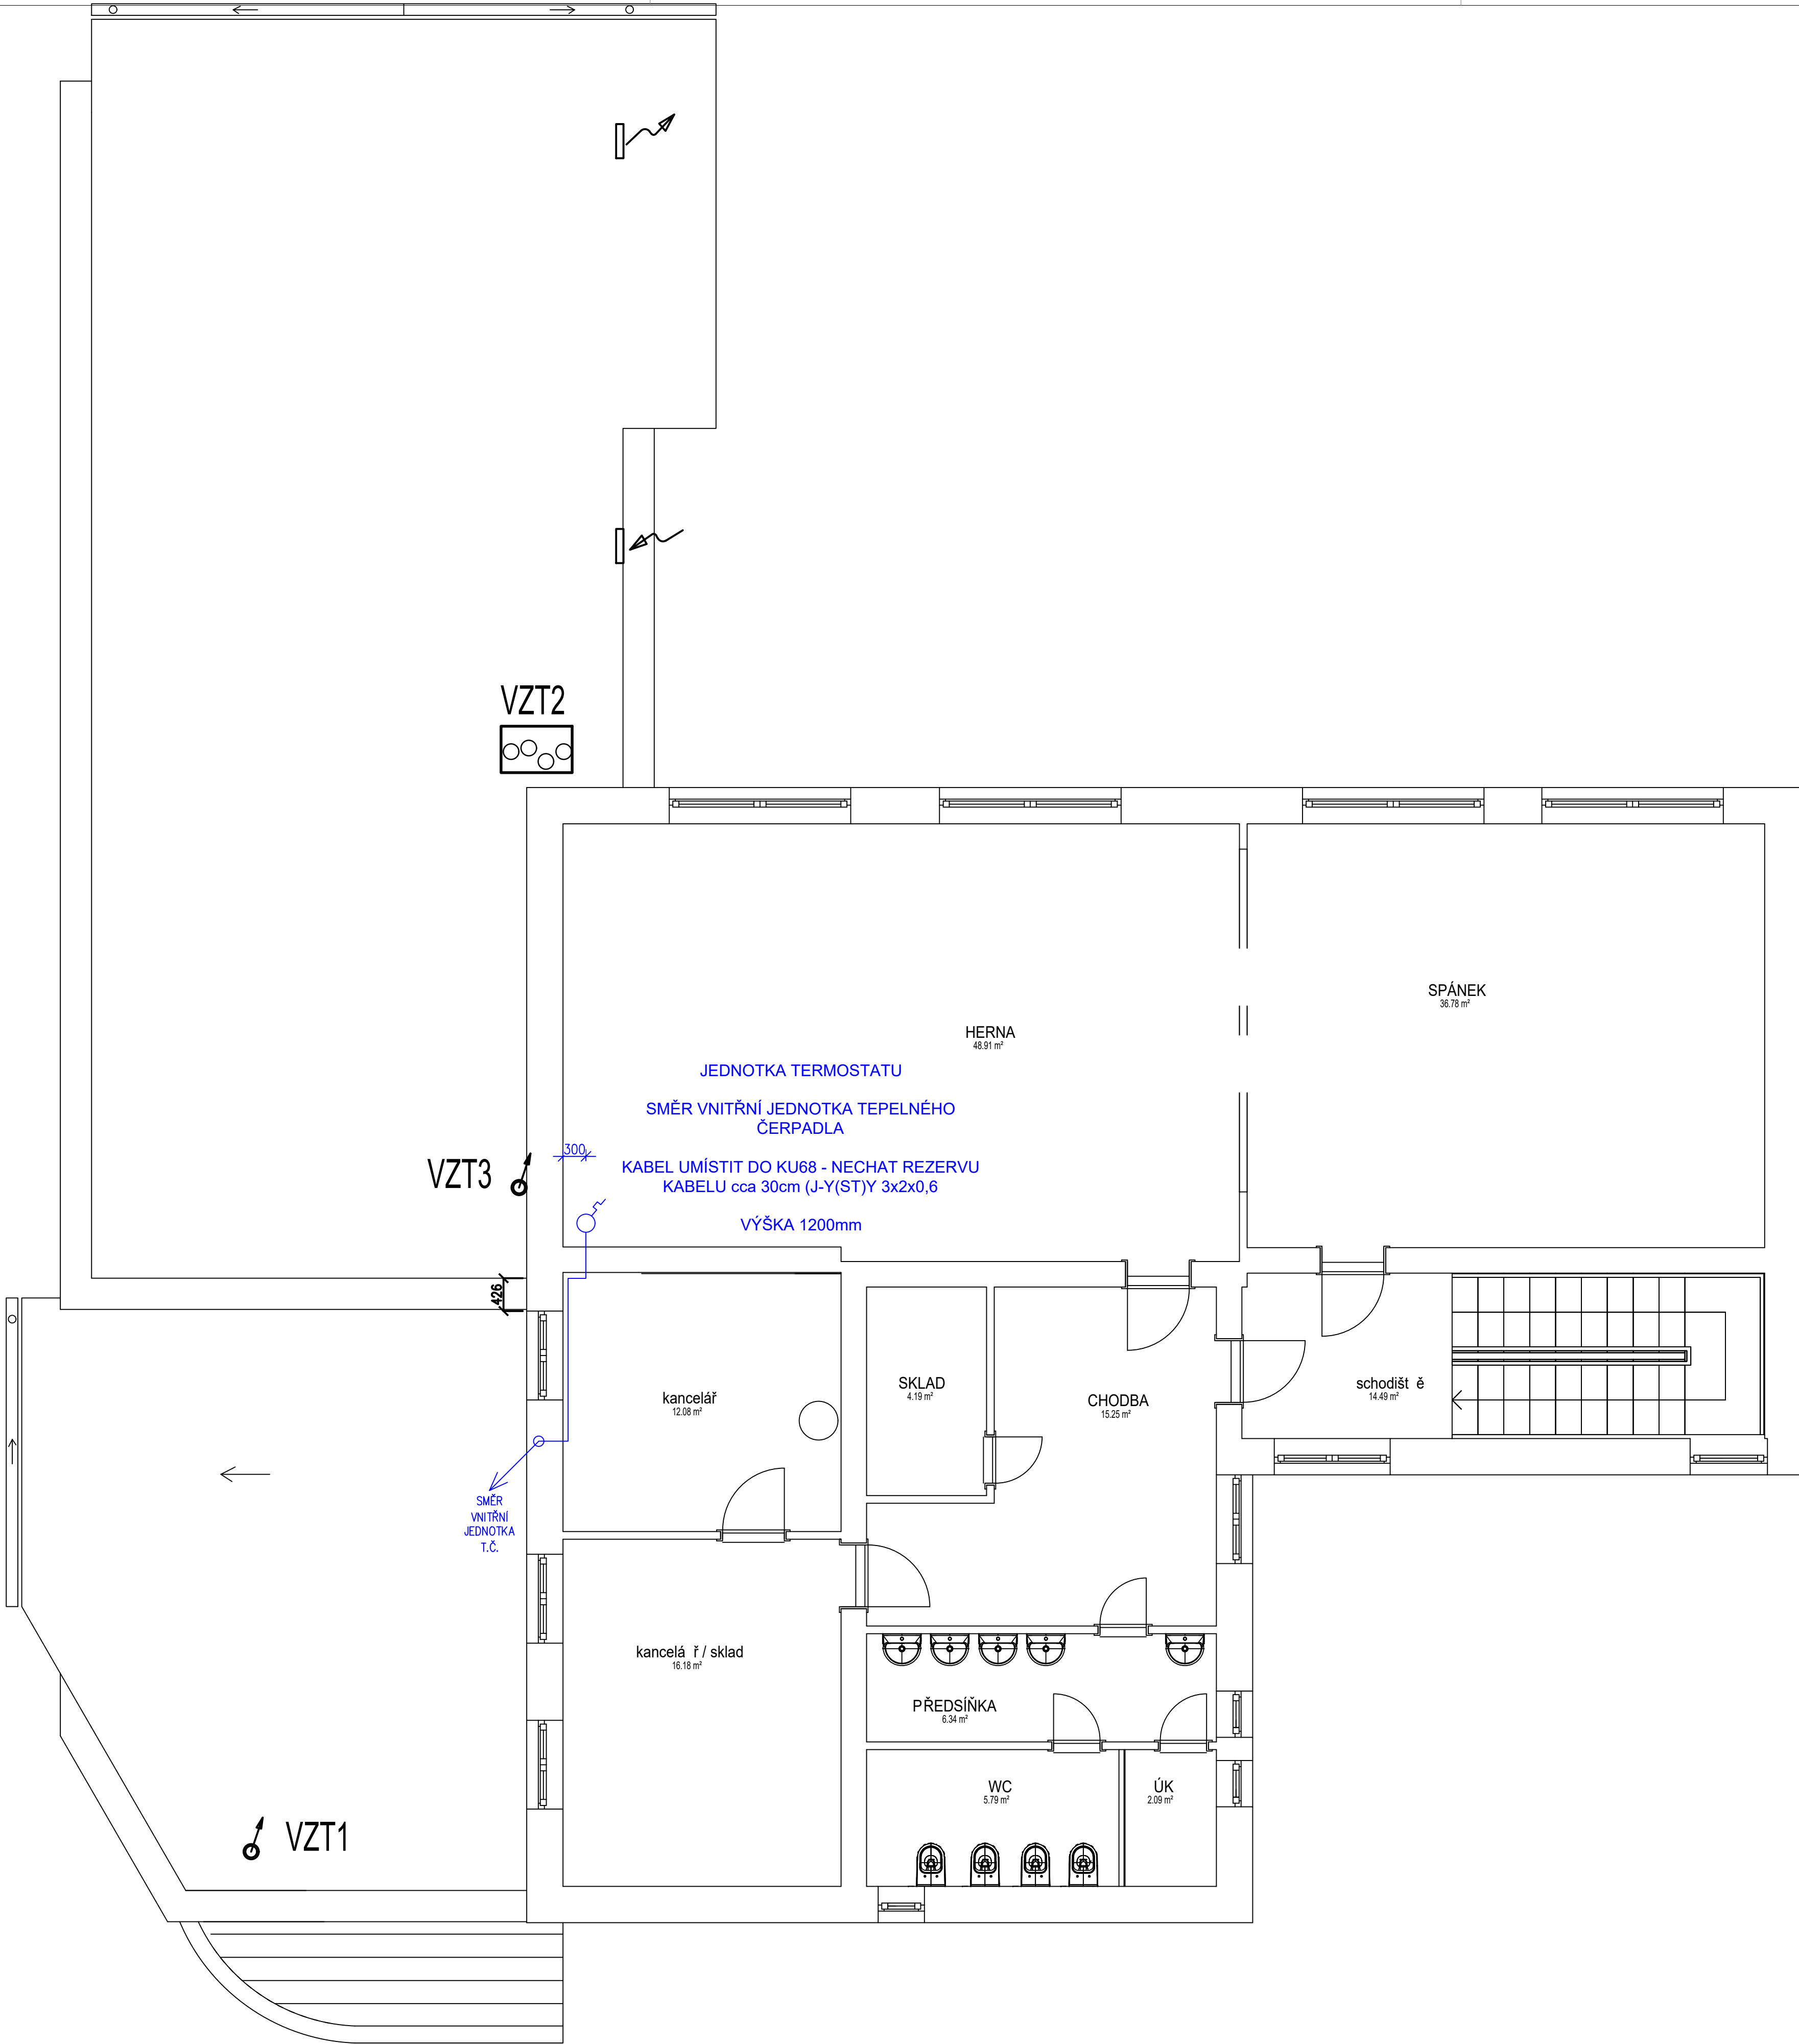 VZT2
SPÁNEK
36.78 m²
HERNA
48.91 m²
JEDNOTKA TERMOSTATU
SMĚR VNITŘNÍ JEDNOTKA TEPELNÉHO
ČERPADLA
300
KABEL UMÍSTIT DO KU68 - NECHAT REZERVU
KABELU cca 30cm (J-Y(ST)Y 3x2x0,6
VÝŠKA 1200mm
VZT3
426
kancelář
12.08 m²
SKLAD
4.19 m²
CHODBA
15.25 m²
schodišt ě
14.49 m²
SMĚR
VNITŘNÍ
JEDNOTKA
T.Č.
kancelá ř / sklad
16.18 m²
PŘEDSÍŇKA
6.34 m²
WC
5.79 m²
ÚK
2.09 m²
VZT1